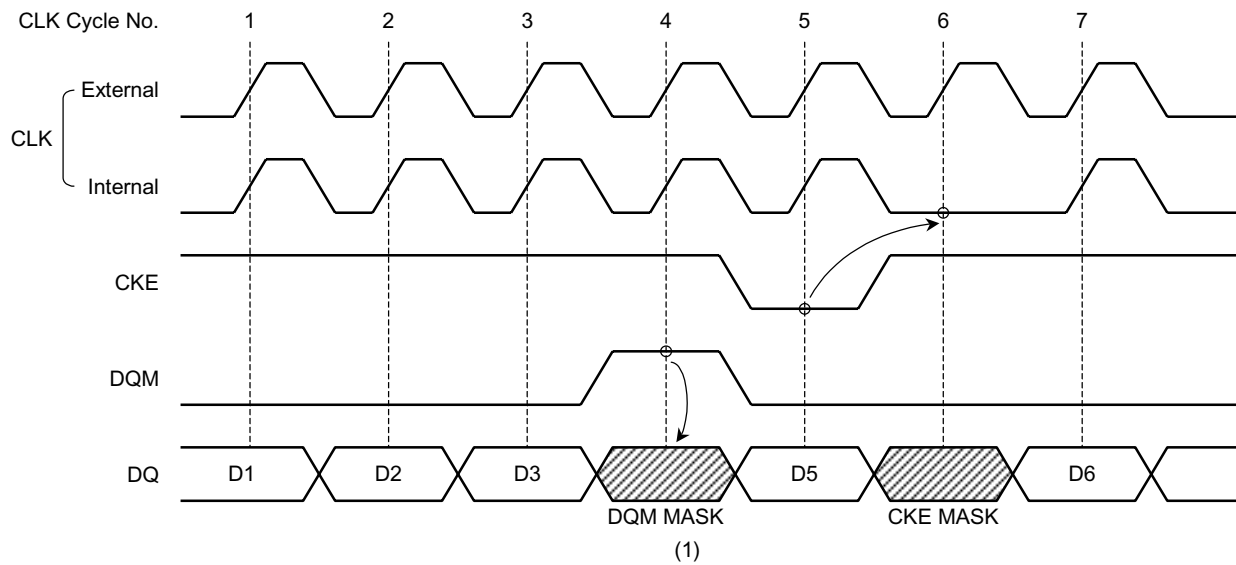 CLK Cycle No. 1 2 3 4 5 6 7
External
CLK
Internal
CKE
DQM
DQ D1 D2 D3 D5 D6
DQM MASK CKE MASK
(1)